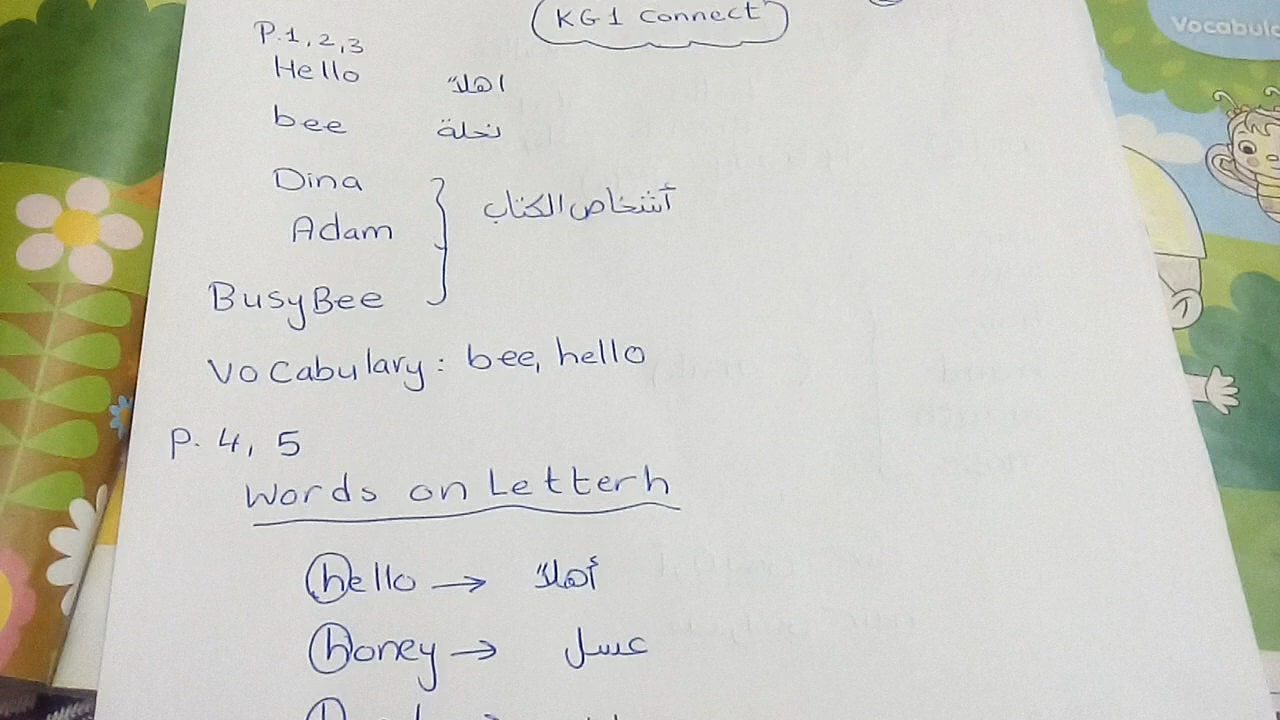 KG1 Connect
P.1,2,3
Hello اهلاً
bee نحلة
Dina
Adam
أشخاص الكتاب
BusyBee
Vocabulary: bee, hello
P. 4, 5
Words on Letter h
hello → أهلاً
honey → عسل